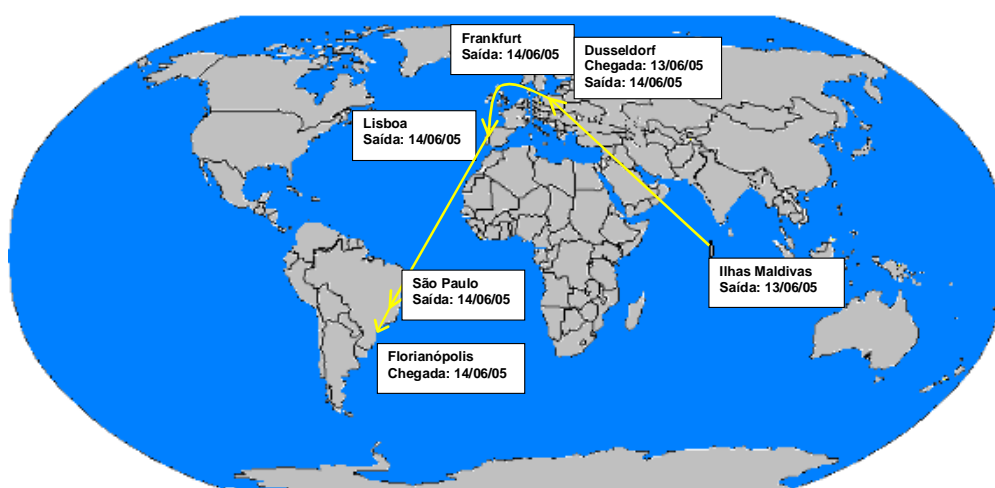 Frankfurt
Saída: 14/06/05
Dusseldorf
Chegada: 13/06/05
Saída: 14/06/05
Lisboa
Saída: 14/06/05
Ilhas Maldivas
Saída: 13/06/05
São Paulo
Saída: 14/06/05
Florianópolis
Chegada: 14/06/05